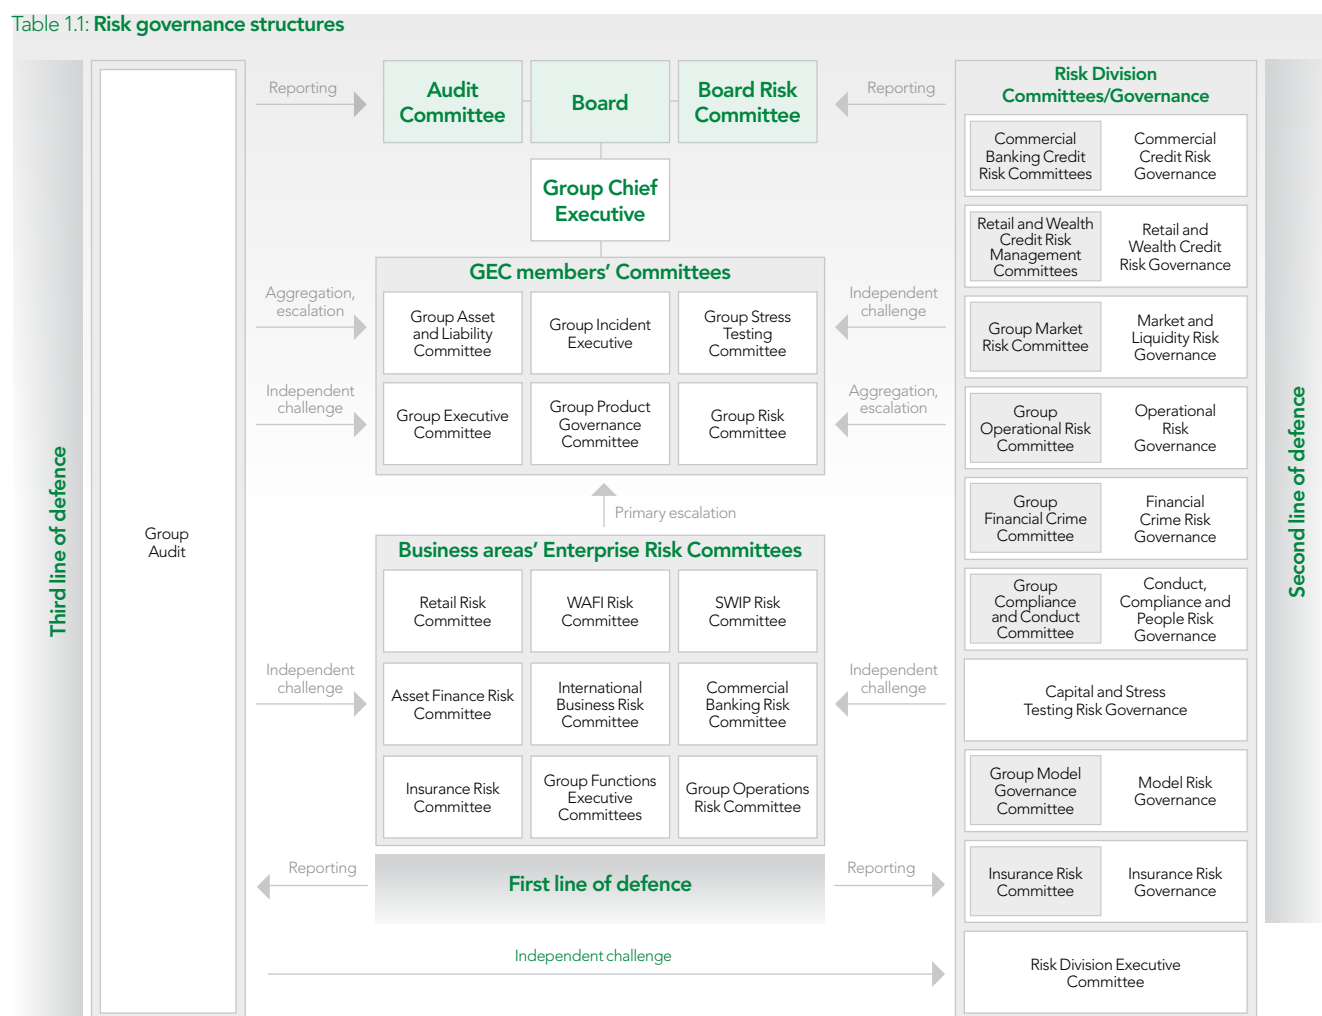 Table 1.1: Risk governance structures
Third line of defence
Group
Audit
Reporting
Audit
Committee
Board
Board Risk
Committee
Reporting
Group Chief
Executive
Aggregation,
escalation
Independent
challenge
GEC members’ Committees
Group Asset
and Liability
Committee
Group Incident
Executive
Group Stress
Testing
Committee
Group Executive
Committee
Group Product
Governance
Committee
Group Risk
Committee
Independent
challenge
Aggregation,
escalation
Primary escalation
Business areas’ Enterprise Risk Committees
Retail Risk
Committee
WAFI Risk
Committee
SWIP Risk
Committee
Independent
challenge
Asset Finance Risk
Committee
International
Business Risk
Committee
Commercial
Banking Risk
Committee
Independent
challenge
Insurance Risk
Committee
Group Functions
Executive
Committees
Group Operations
Risk Committee
Reporting
First line of defence
Reporting
Independent challenge
Risk Division
Committees/Governance
Commercial
Banking Credit
Risk Committees
Commercial
Credit Risk
Governance
Retail and Wealth
Credit Risk
Management
Committees
Retail and
Wealth Credit
Risk Governance
Group Market
Risk Committee
Market and
Liquidity Risk
Governance
Group
Operational Risk
Committee
Operational
Risk
Governance
Group
Financial Crime
Committee
Financial
Crime Risk
Governance
Group
Compliance
and Conduct
Committee
Conduct,
Compliance and
People Risk
Governance
Capital and Stress
Testing Risk Governance
Group Model
Governance
Committee
Model Risk
Governance
Insurance Risk
Committee
Insurance Risk
Governance
Risk Division Executive
Committee
Second line of defence